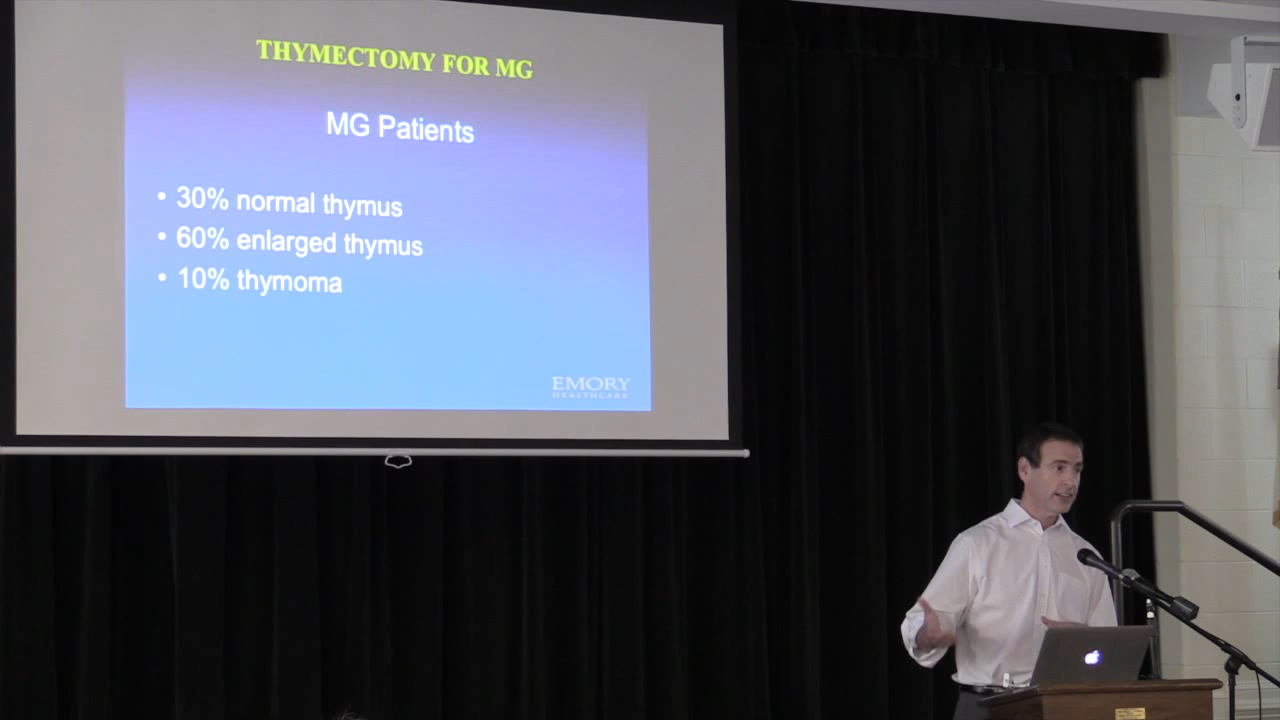 THYMECTOMY FOR MG
MG Patients
• 30% normal thymus
• 60% enlarged thymus
• 10% thymoma
EMORY
HEALTHCARE